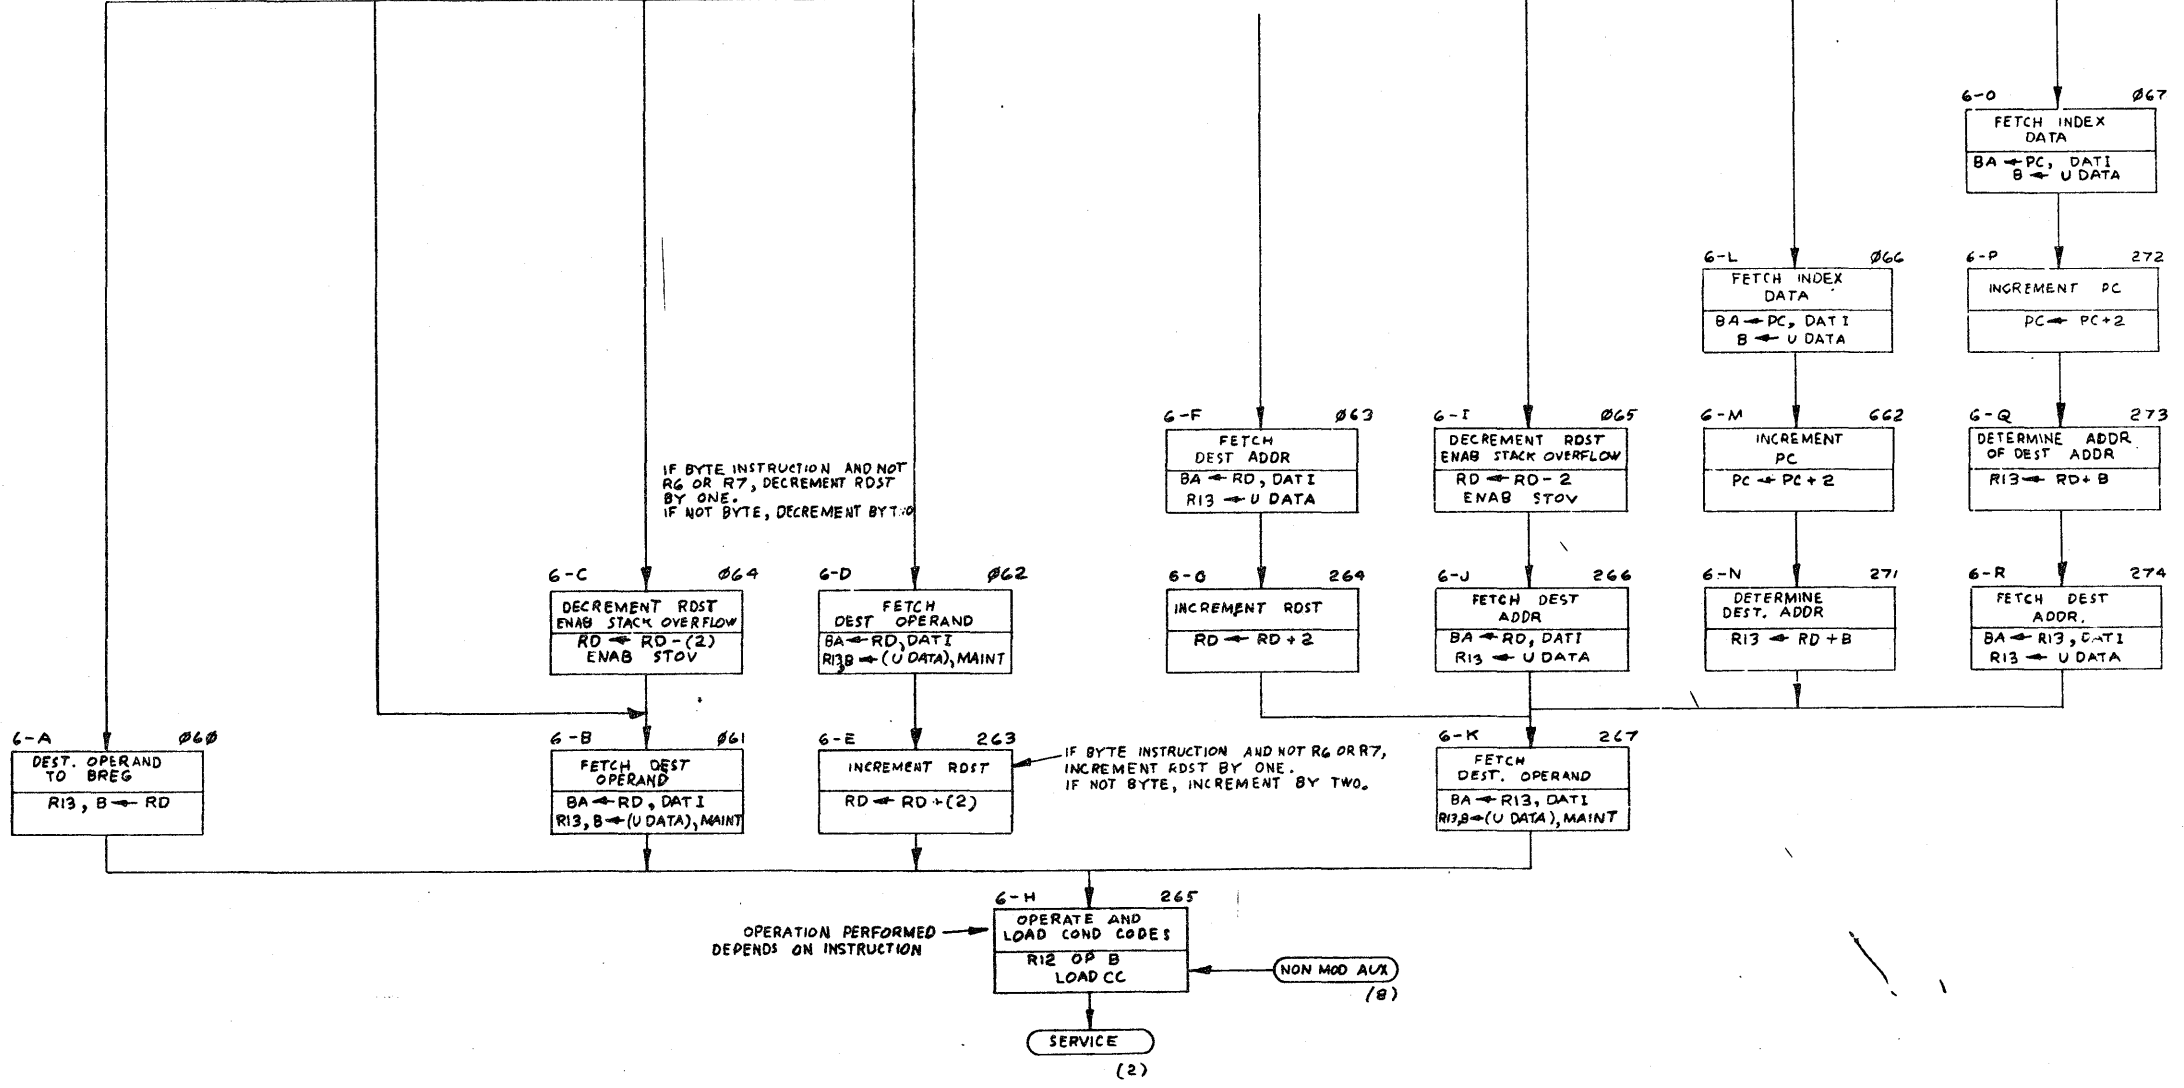 6-O Ø67
FETCH INDEX
DATA
BA ← PC, DATI
B ← U DATA
6-L Ø66
FETCH INDEX
DATA
BA ← PC, DATI
B ← U DATA
6-P 272
INCREMENT PC
PC ← PC+2
IF BYTE INSTRUCTION AND NOT
R6 OR R7, DECREMENT RDST
BY ONE.
IF NOT BYTE, DECREMENT BY
6-F Ø63
FETCH
DEST ADDR
BA ← RD, DATI
R13 ← U DATA
6-I Ø65
DECREMENT RDST
ENAB STACK OVERFLOW
RD ← RD-2
ENAB STOV
6-M 662
INCREMENT
PC
PC ← PC+2
6-Q 273
DETERMINE ADDR
OF DEST ADDR
R13 ← RD+B
6-C Ø64
DECREMENT RDST
ENAB STACK OVERFLOW
RD ← RD-(2)
ENAB STOV
6-D Ø62
FETCH
DEST OPERAND
BA ← RD, DATI
R13,B ← (U DATA), MAINT
6-G 264
INCREMENT RDST
RD ← RD+2
6-J 266
FETCH DEST
ADDR
BA ← RD, DATI
R13 ← U DATA
6-N 271
DETERMINE
DEST. ADDR
R13 ← RD+B
6-R 274
FETCH DEST
ADDR.
BA ← R13, DATI
R13 ← U DATA
6-A Ø6Ø
DEST. OPERAND
TO BREG
R13, B ← RD
6-B Ø61
FETCH DEST
OPERAND
BA ← RD, DATI
R13, B ← (U DATA), MAINT
6-E 263
INCREMENT RDST
RD ← RD+(2)
IF BYTE INSTRUCTION AND NOT R6 OR R7,
INCREMENT RDST BY ONE.
IF NOT BYTE, INCREMENT BY TWO.
6-K 267
FETCH
DEST. OPERAND
BA ← R13, DATI
R13,B ← (U DATA), MAINT
6-H 265
OPERATE AND
LOAD COND CODES
R12 OP B
LOAD CC
OPERATION PERFORMED
DEPENDS ON INSTRUCTION
NON MOD AUX
(8)
SERVICE
(2)